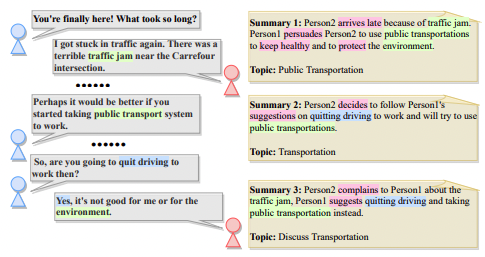 You're finally here! What took so long?
I got stuck in traffic again. There was a
terrible traffic jam near the Carrefour
intersection.
Perhaps it would be better if you
started taking public transport system
to work.
So, are you going to quit driving to
work then?
Yes, it's not good for me or for the
environment.
Summary 1: Person2 arrives late because of traffic jam.
Person1 persuades Person2 to use public transportations
to keep healthy and to protect the environment.
Topic: Public Transportation
Summary 2: Person2 decides to follow Person1's
suggestions on quitting driving to work and will try to use
public transportations.
Topic: Transportation
Summary 3: Person2 complains to Person1 about the
traffic jam, Person1 suggests quitting driving and taking
public transportation instead.
Topic: Discuss Transportation